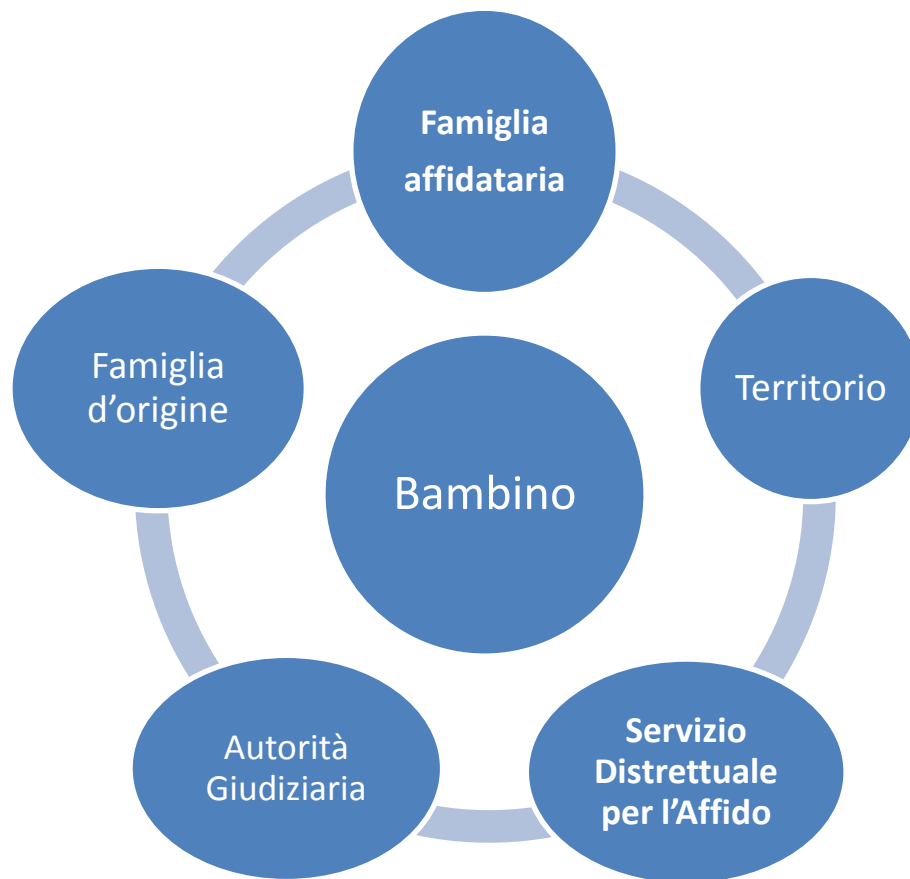 Famiglia
affidataria
Famiglia
d’origine
Territorio
Bambino
Autorità
Giudiziaria
Servizio
Distrettuale
per l’Affido